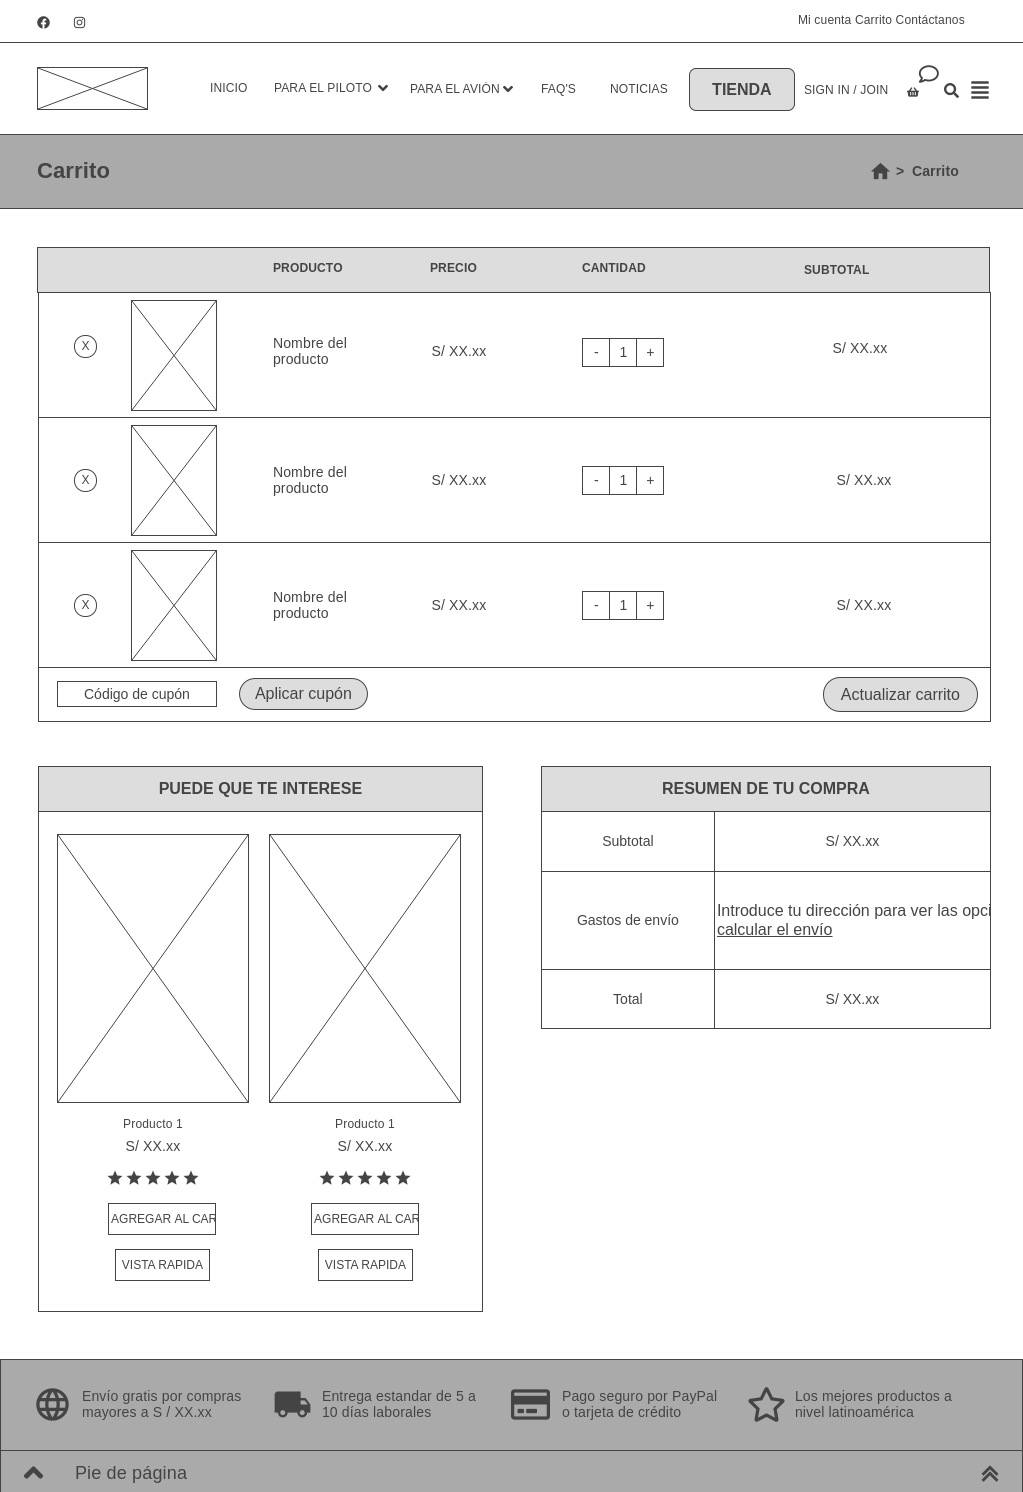 Mi cuenta Carrito Contáctanos
INICIO PARA EL PILOTO PARA EL AVIÓN FAQ'S NOTICIAS TIENDA SIGN IN / JOIN
Carrito > Carrito
PRODUCTO PRECIO CANTIDAD SUBTOTAL
X Nombre del
producto S/ XX.xx - 1 + S/ XX.xx
X Nombre del
producto S/ XX.xx - 1 + S/ XX.xx
X Nombre del
producto S/ XX.xx - 1 + S/ XX.xx
Código de cupón Aplicar cupón Actualizar carrito
PUEDE QUE TE INTERESE
Producto 1
S/ XX.xx
AGREGAR AL CAR
VISTA RAPIDA
Producto 1
S/ XX.xx
AGREGAR AL CAR
VISTA RAPIDA
RESUMEN DE TU COMPRA
Subtotal S/ XX.xx
Gastos de envío Introduce tu dirección para ver las opci
calcular el envío
Total S/ XX.xx
Envío gratis por compras
mayores a S / XX.xx
Entrega estandar de 5 a
10 días laborales
Pago seguro por PayPal
o tarjeta de crédito
Los mejores productos a
nivel latinoamérica
Pie de página